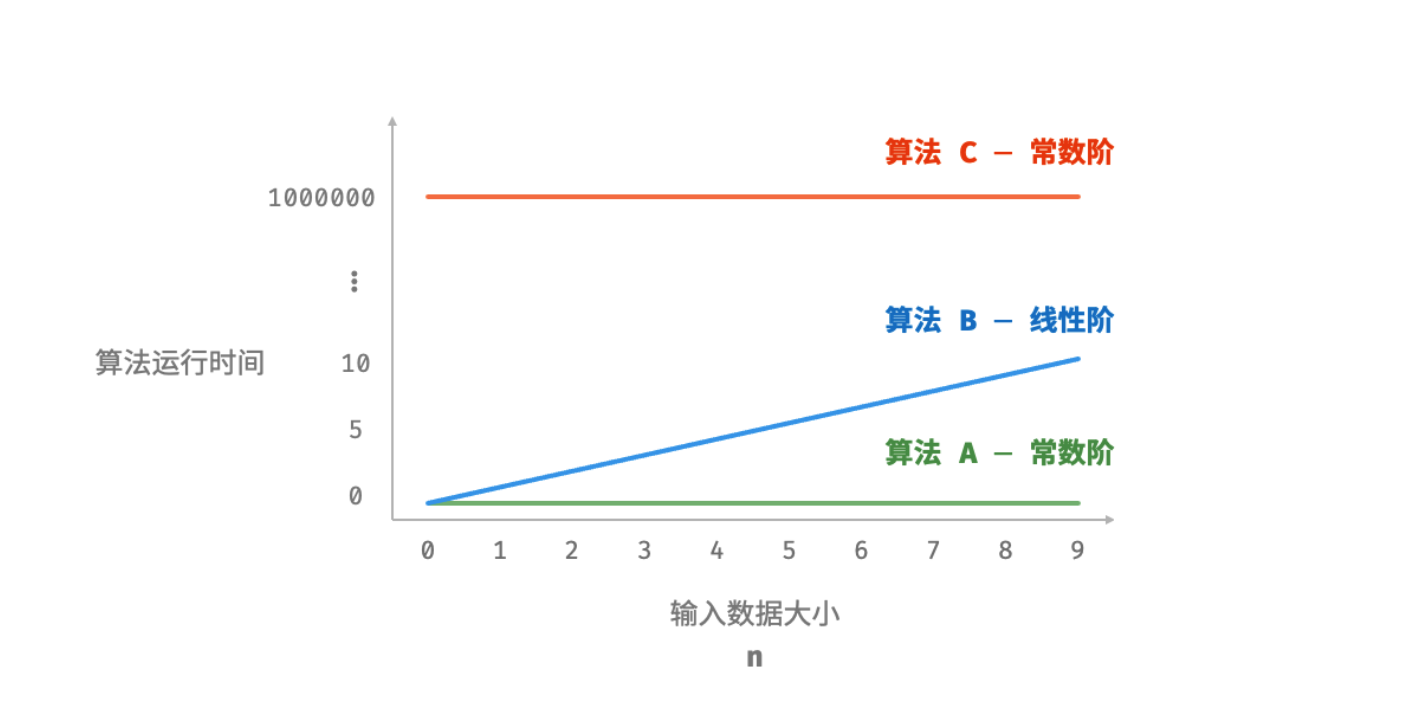 算法 C — 常数阶
1000000
⋮
算法 B — 线性阶
算法运行时间
10
5
算法 A — 常数阶
0
0 1 2 3 4 5 6 7 8 9
输入数据大小
n